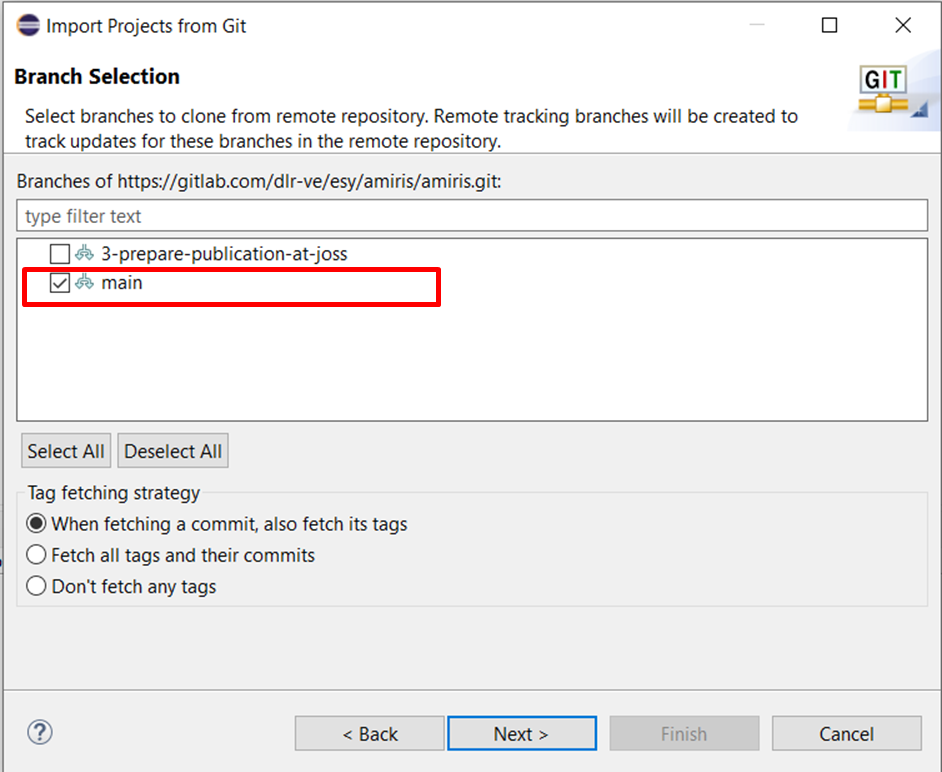 Import Projects from Git
Branch Selection
GIT
Select branches to clone from remote repository. Remote tracking branches will be created to
track updates for these branches in the remote repository.
Branches of https://gitlab.com/dlr-ve/esy/amiris/amiris.git:
type filter text
3-prepare-publication-at-joss
main
Select All Deselect All
Tag fetching strategy
When fetching a commit, also fetch its tags
Fetch all tags and their commits
Don't fetch any tags
? < Back Next > Finish Cancel